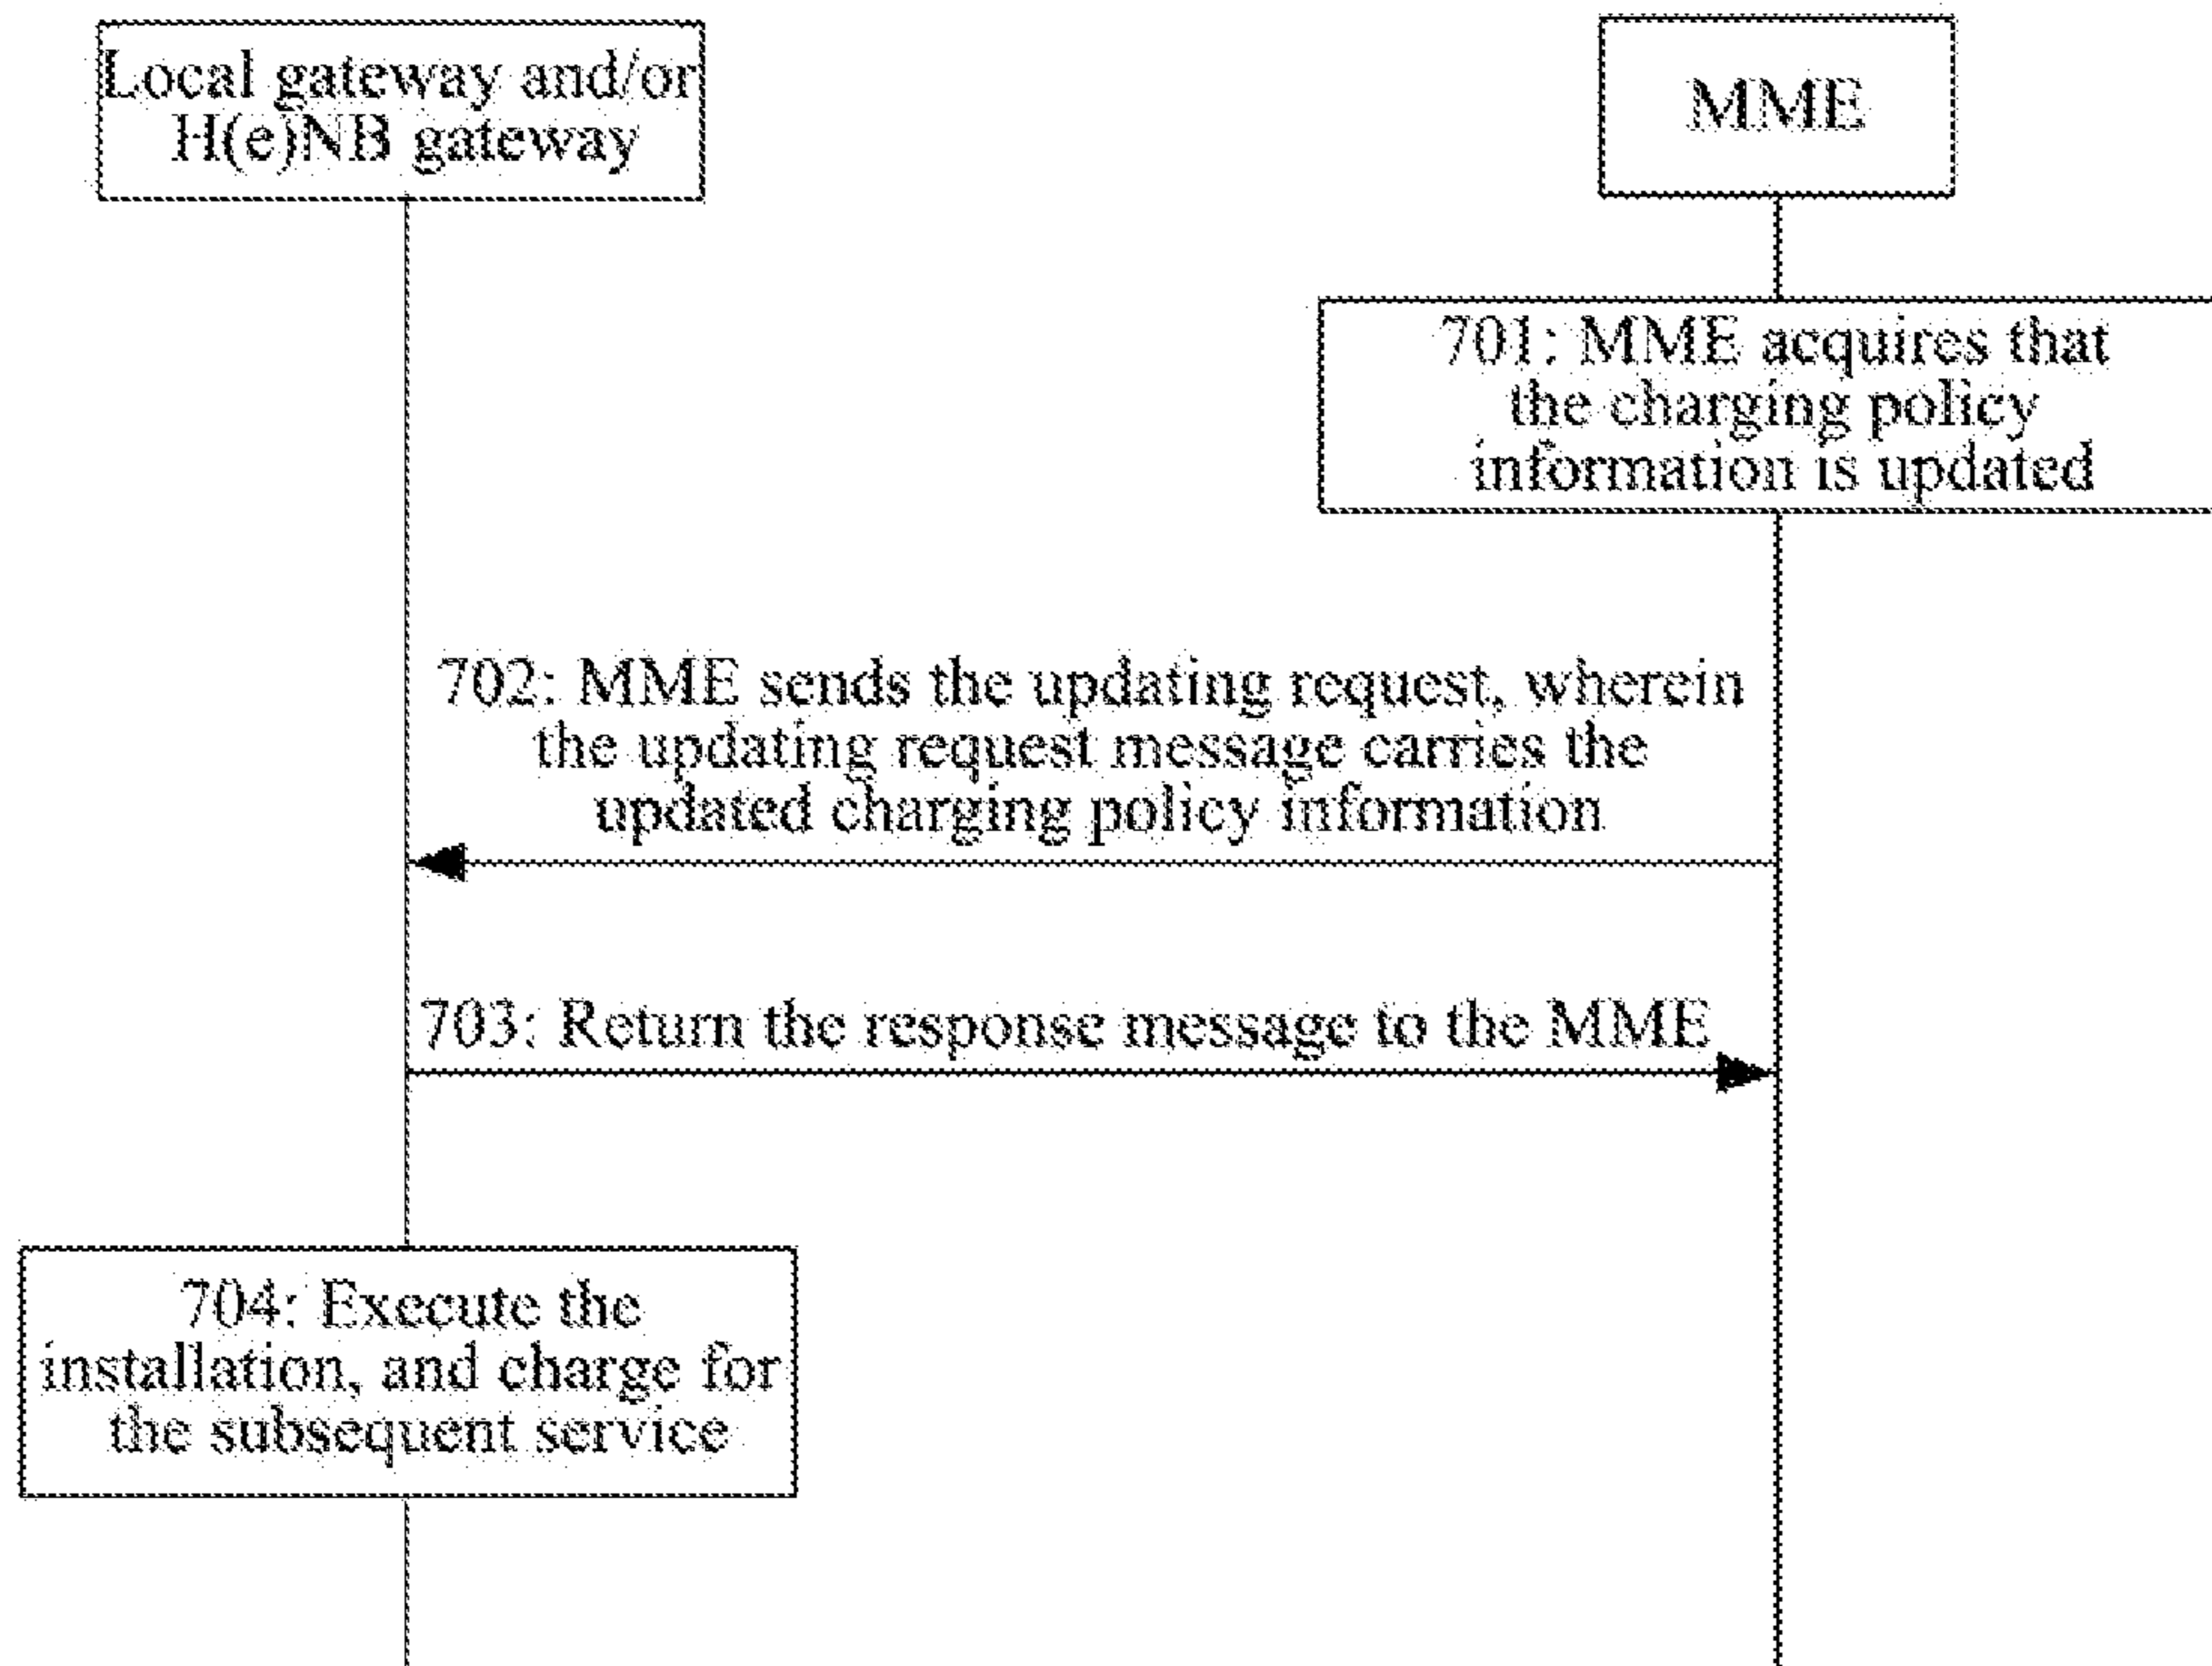 Local gateway and/or
H(e)NB gateway
MME
701: MME acquires that
the charging policy
information is updated
702: MME sends the updating request, wherein
the updating request message carries the
updated charging policy information
703: Return the response message to the MME
704: Execute the
installation, and charge for
the subsequent service